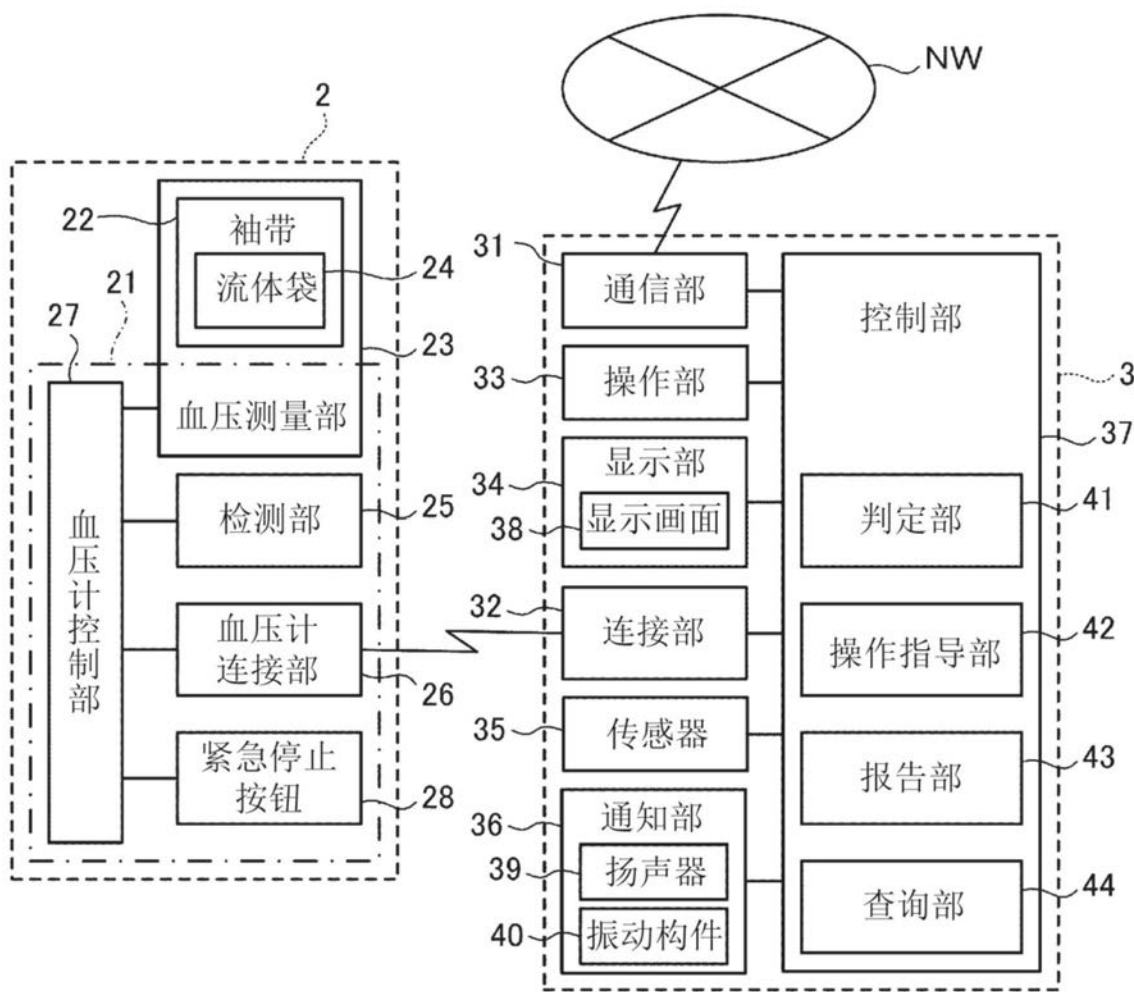 NW
2
22
袖带
24
流体袋
21
27
23
血压测量部
血压计控制部
检测部
25
血压计
连接部
26
紧急停止
按钮
28
31
通信部
控制部
3
33
操作部
37
34
显示部
38
显示画面
判定部
41
32
连接部
操作指导部
42
35
传感器
报告部
43
36
通知部
39
扬声器
40
振动构件
查询部
44